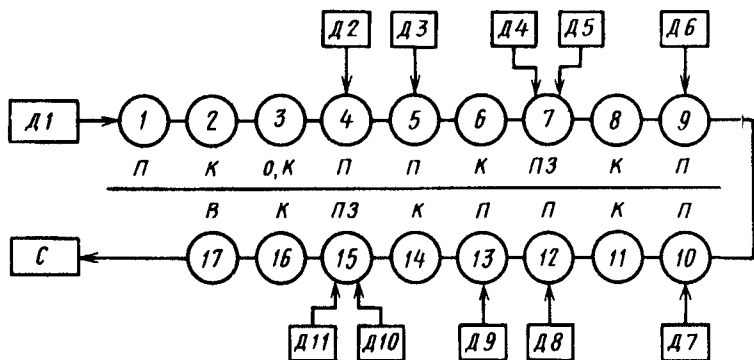 Д2 Д3 Д4 Д5 Д6
Д1 1 2 3 4 5 6 7 8 9
П К О,К П П К ПЗ К П
В К ПЗ К П П К П
С 17 16 15 14 13 12 11 10
Д11 Д10 Д9 Д8 Д7